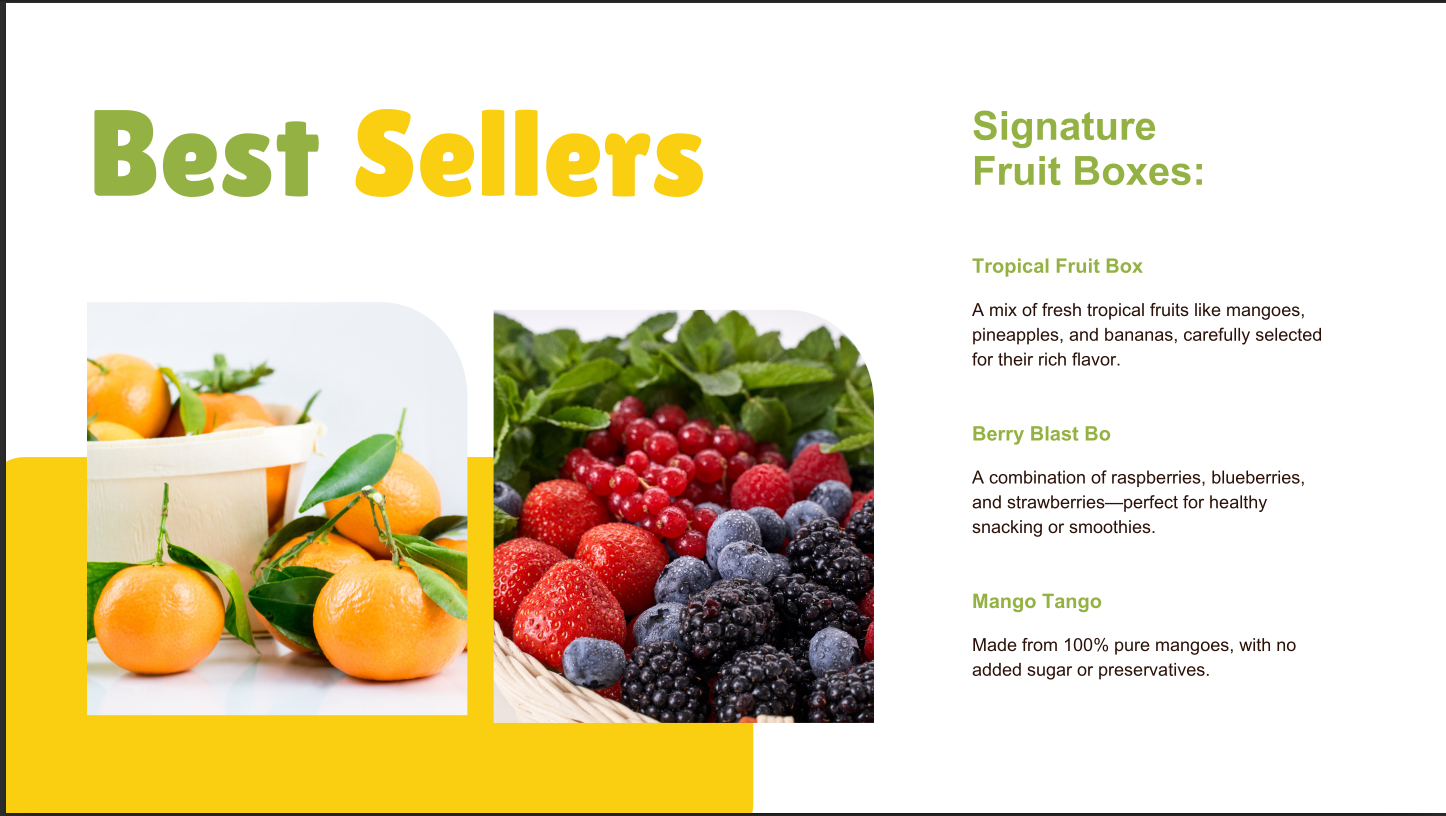 Best Sellers
Signature
Fruit Boxes:
Tropical Fruit Box
A mix of fresh tropical fruits like mangoes,
pineapples, and bananas, carefully selected
for their rich flavor.
Berry Blast Bo
A combination of raspberries, blueberries,
and strawberries—perfect for healthy
snacking or smoothies.
Mango Tango
Made from 100% pure mangoes, with no
added sugar or preservatives.